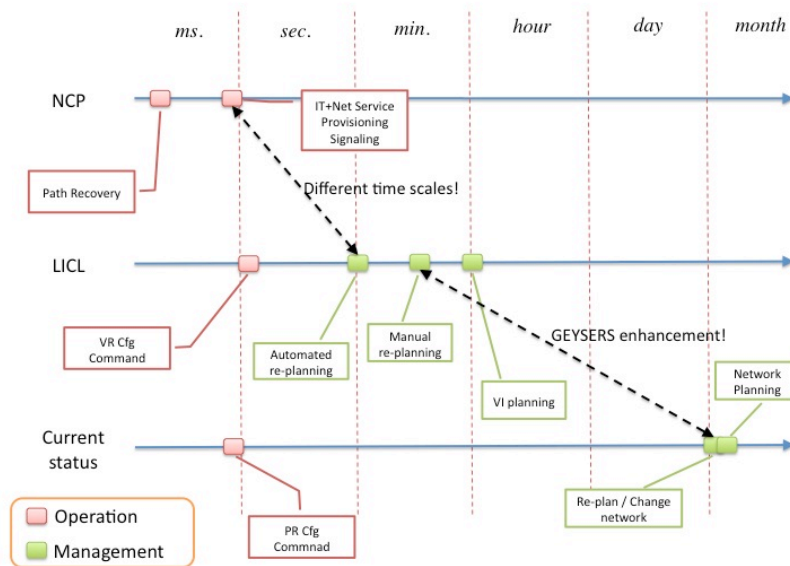 ms.
sec.
min.
hour
day
month
NCP
IT+Net Service
Provisioning
Signaling
Path Recovery
Different time scales!
LICL
VR Cfg
Command
Automated
re-planning
Manual
re-planning
GEYSERS enhancement!
VI planning
Network
Planning
Current
status
Re-plan / Change
network
PR Cfg
Commnad
Operation
Management